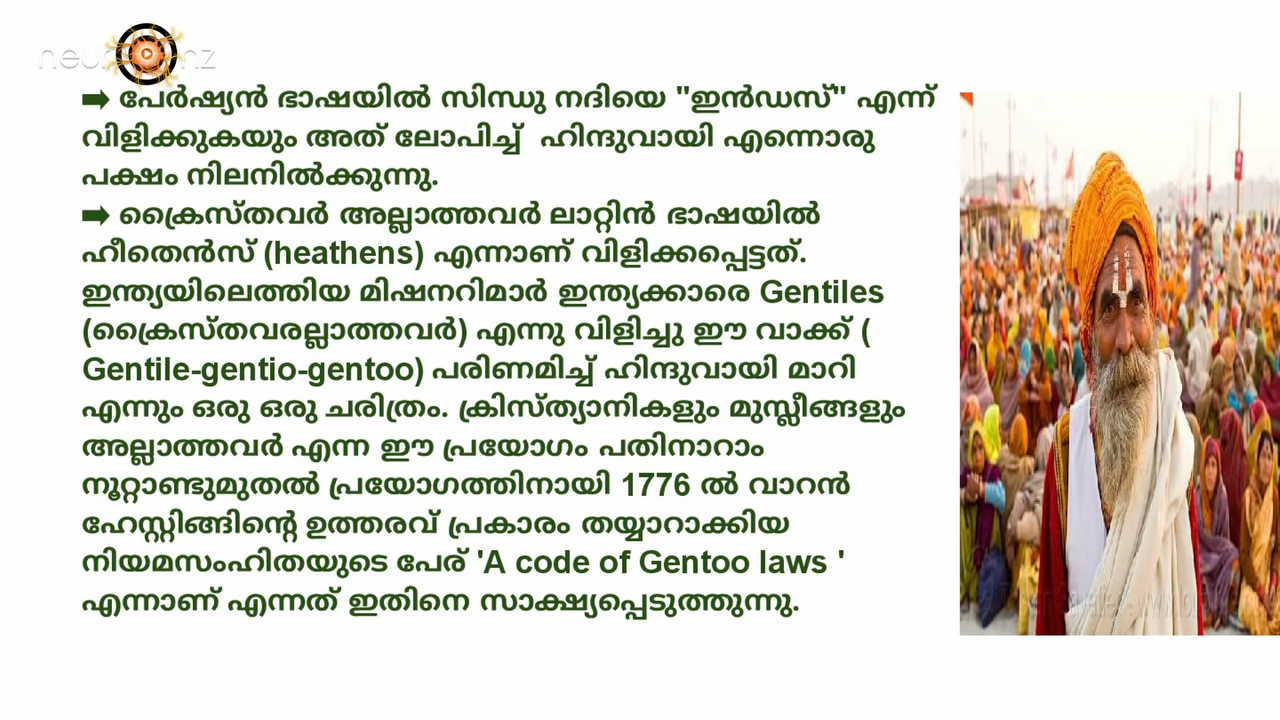 ➡ പേർഷ്യൻ ഭാഷയിൽ സിന്ധു നദിയെ "ഇൻഡസ്" എന്ന്
വിളിക്കുകയും അത് ലോപിച്ച് ഹിന്ദുവായി എന്നൊരു
പക്ഷം നിലനിൽക്കുന്നു.
➡ ക്രൈസ്തവർ അല്ലാത്തവർ ലാറ്റിൻ ഭാഷയിൽ
ഹീതെൻസ് (heathens) എന്നാണ് വിളിക്കപ്പെട്ടത്.
ഇന്ത്യയിലെത്തിയ മിഷനറിമാർ ഇന്ത്യക്കാരെ Gentiles
(ക്രൈസ്തവരല്ലാത്തവർ) എന്നു വിളിച്ചു ഈ വാക്ക് (
Gentile-gentio-gentoo) പരിണമിച്ച് ഹിന്ദുവായി മാറി
എന്നും ഒരു ഒരു ചരിത്രം. ക്രിസ്ത്യാനികളും മുസ്ലീങ്ങളും
അല്ലാത്തവർ എന്ന ഈ പ്രയോഗം പതിനാറാം
നൂറ്റാണ്ടുമുതൽ പ്രയോഗത്തിനായി 1776 ൽ വാറൻ
ഹേസ്റ്റിങ്ങിന്റെ ഉത്തരവ് പ്രകാരം തയ്യാറാക്കിയ
നിയമസംഹിതയുടെ പേര് 'A code of Gentoo laws '
എന്നാണ് എന്നത് ഇതിനെ സാക്ഷ്യപ്പെടുത്തുന്നു.